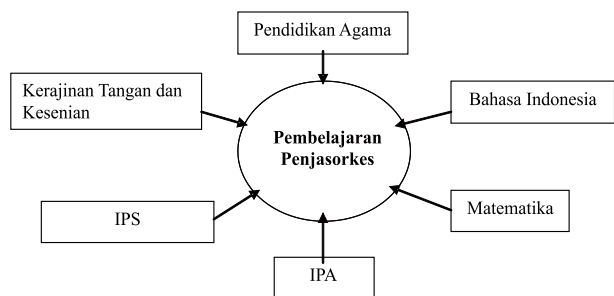 Pendidikan Agama
Kerajinan Tangan dan
Kesenian
Bahasa Indonesia
Pembelajaran
Penjasorkes
IPS
Matematika
IPA